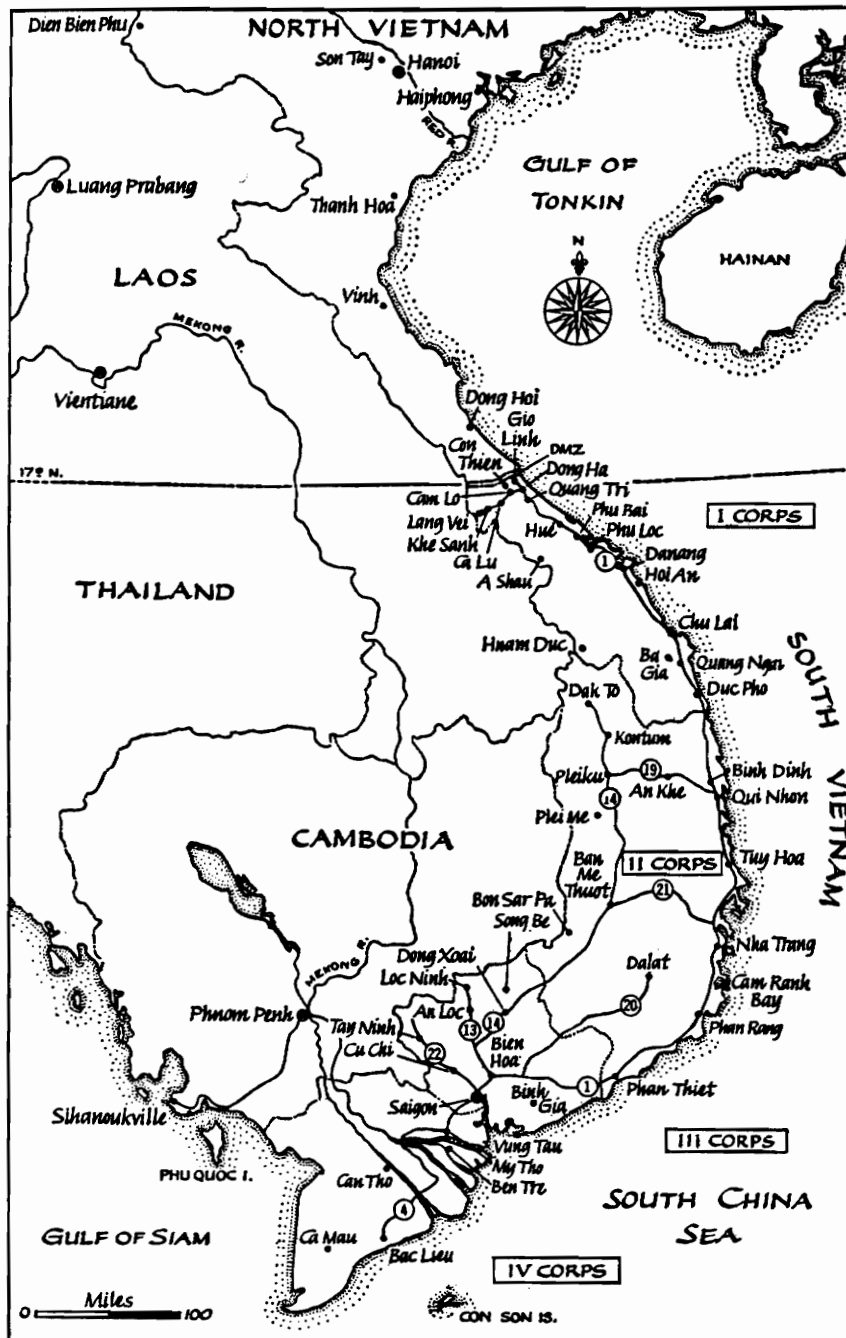 Dien Bien Phu
NORTH VIETNAM
Son Tay
Hanoi
Haiphong
RED R.
GULF OF
TONKIN
Luang Prabang
Thanh Hoa
N
HAINAN
LAOS
Vinh
MEKONG R.
Vientiane
Dong Hoi
Gio
Linh
Con
Thien
DMZ
17° N.
Dong Ha
Quang Tri
Cam Lo
Phu Bai
I CORPS
Lang Vei
Hué
Phu Loc
Khe Sanh
Ca Lu
1
Danang
Hoi An
A Shau
THAILAND
Chu Lai
SOUTH VIETNAM
Hnam Duc
Ba
Gia
Quang Ngai
Duc Pho
Dak To
Kontum
Pleiku
19
Binh Dinh
14
An Khe
Qui Nhon
Plei Me
CAMBODIA
Tuy Hoa
Ban
Me
Thuot
II CORPS
21
Bon Sar Pa
Song Be
MEKONG R.
Dong Xoai
Nha Trang
Loc Ninh
Dalat
Cam Ranh
Bay
Phnom Penh
An Loc
20
Tay Ninh
13
14
Phan Rang
Cu Chi
22
Bien
Hoa
1
Phan Thiet
Saigon
Binh
Gia
Sihanoukville
Vung Tau
III CORPS
My Tho
PHU QUOC I.
Can Tho
Ben Tre
4
SOUTH CHINA
SEA
GULF OF SIAM
Ca Mau
Bac Lieu
IV CORPS
Miles
0 100
CON SON IS.